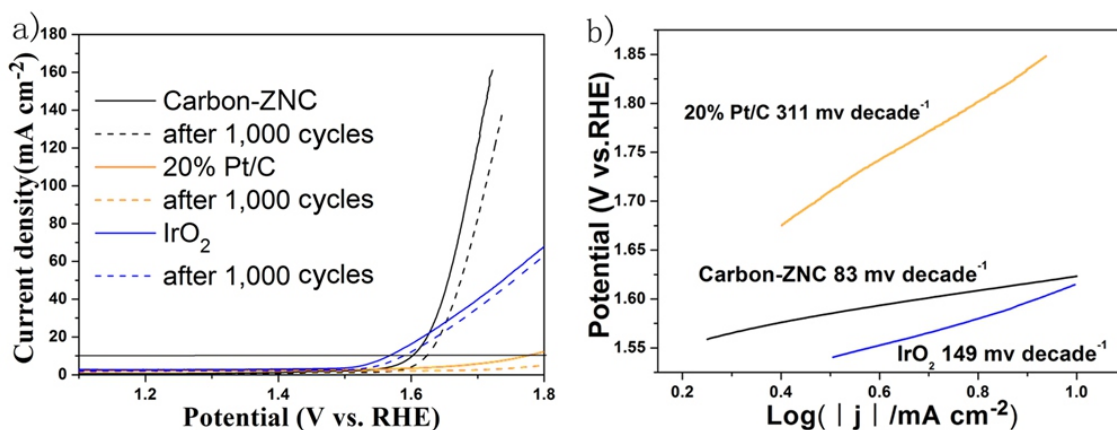 a)
180
160
140
120
100
80
60
40
20
0
Current density(mA cm⁻²)
Carbon-ZNC
after 1,000 cycles
20% Pt/C
after 1,000 cycles
IrO₂
after 1,000 cycles
1.2
1.4
1.6
1.8
Potential (V vs. RHE)
b)
1.85
1.80
1.75
1.70
1.65
1.60
1.55
Potential (V vs.RHE)
20% Pt/C 311 mv decade⁻¹
Carbon-ZNC 83 mv decade⁻¹
IrO₂ 149 mv decade⁻¹
0.2
0.4
0.6
0.8
1.0
Log(|j|/mA cm⁻²)